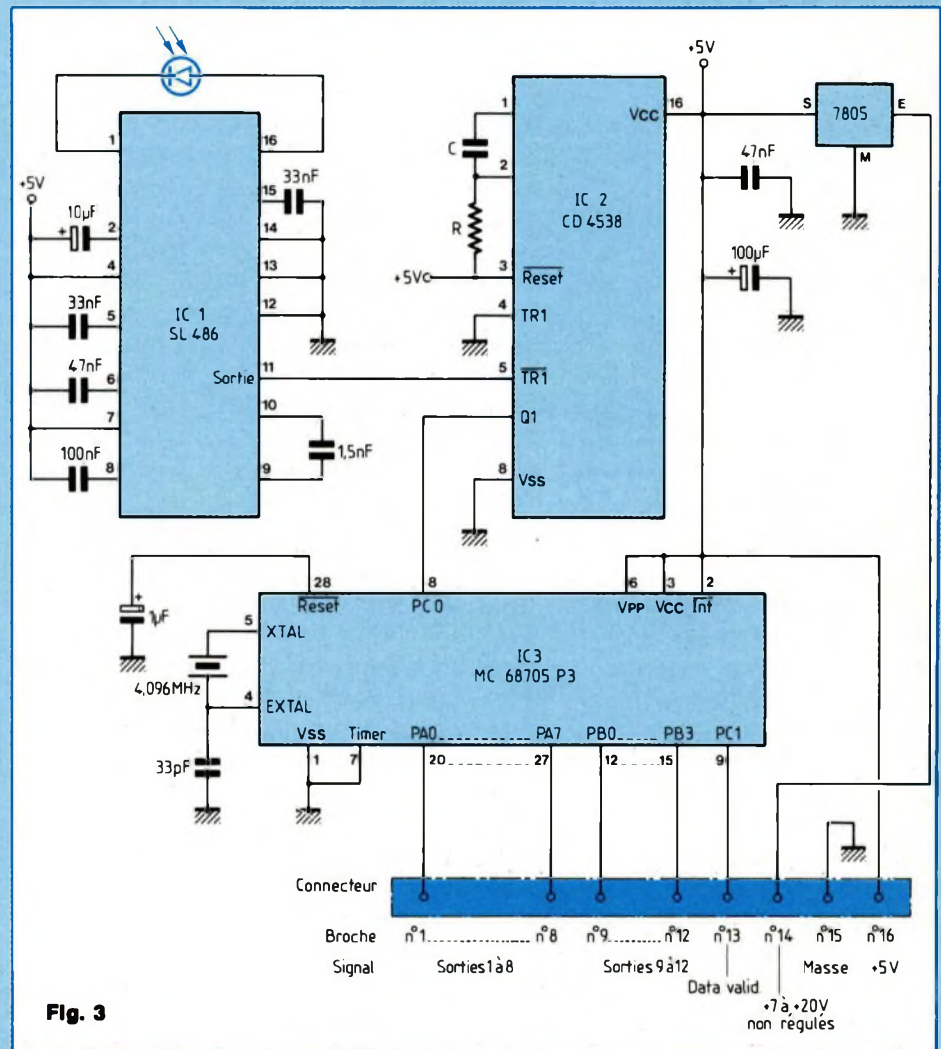 +5V
1
16
+5V
10µF
+
2
4
33nF
5
47nF
6
7
100nF
8
IC 1
SL 486
33nF
15
14
13
12
Sortie
11
10
1,5nF
9
C
1
2
R
+5V
3
Reset
4
TR1
5
TR1
Q1
8
Vss
IC 2
CD 4538
VCC
16
S
7805
E
M
47nF
100µF
+
28
Reset
8
PC0
6
3
2
VPP
VCC
Int
+
1µF
5
XTAL
4,096MHz
4
EXTAL
33pF
IC3
MC 68705 P3
VSS
Timer
PA0
PA7
PB0
PB3
PC1
1
7
20
27
12
15
9
Connecteur
Broche n°1 n°8 n°9 n°12 n°13 n°14 n°15 n°16
Signal Sorties 1 à 8 Sorties 9 à 12 Masse +5V
Data valid
+7 à +20V
non régulés
Fig. 3